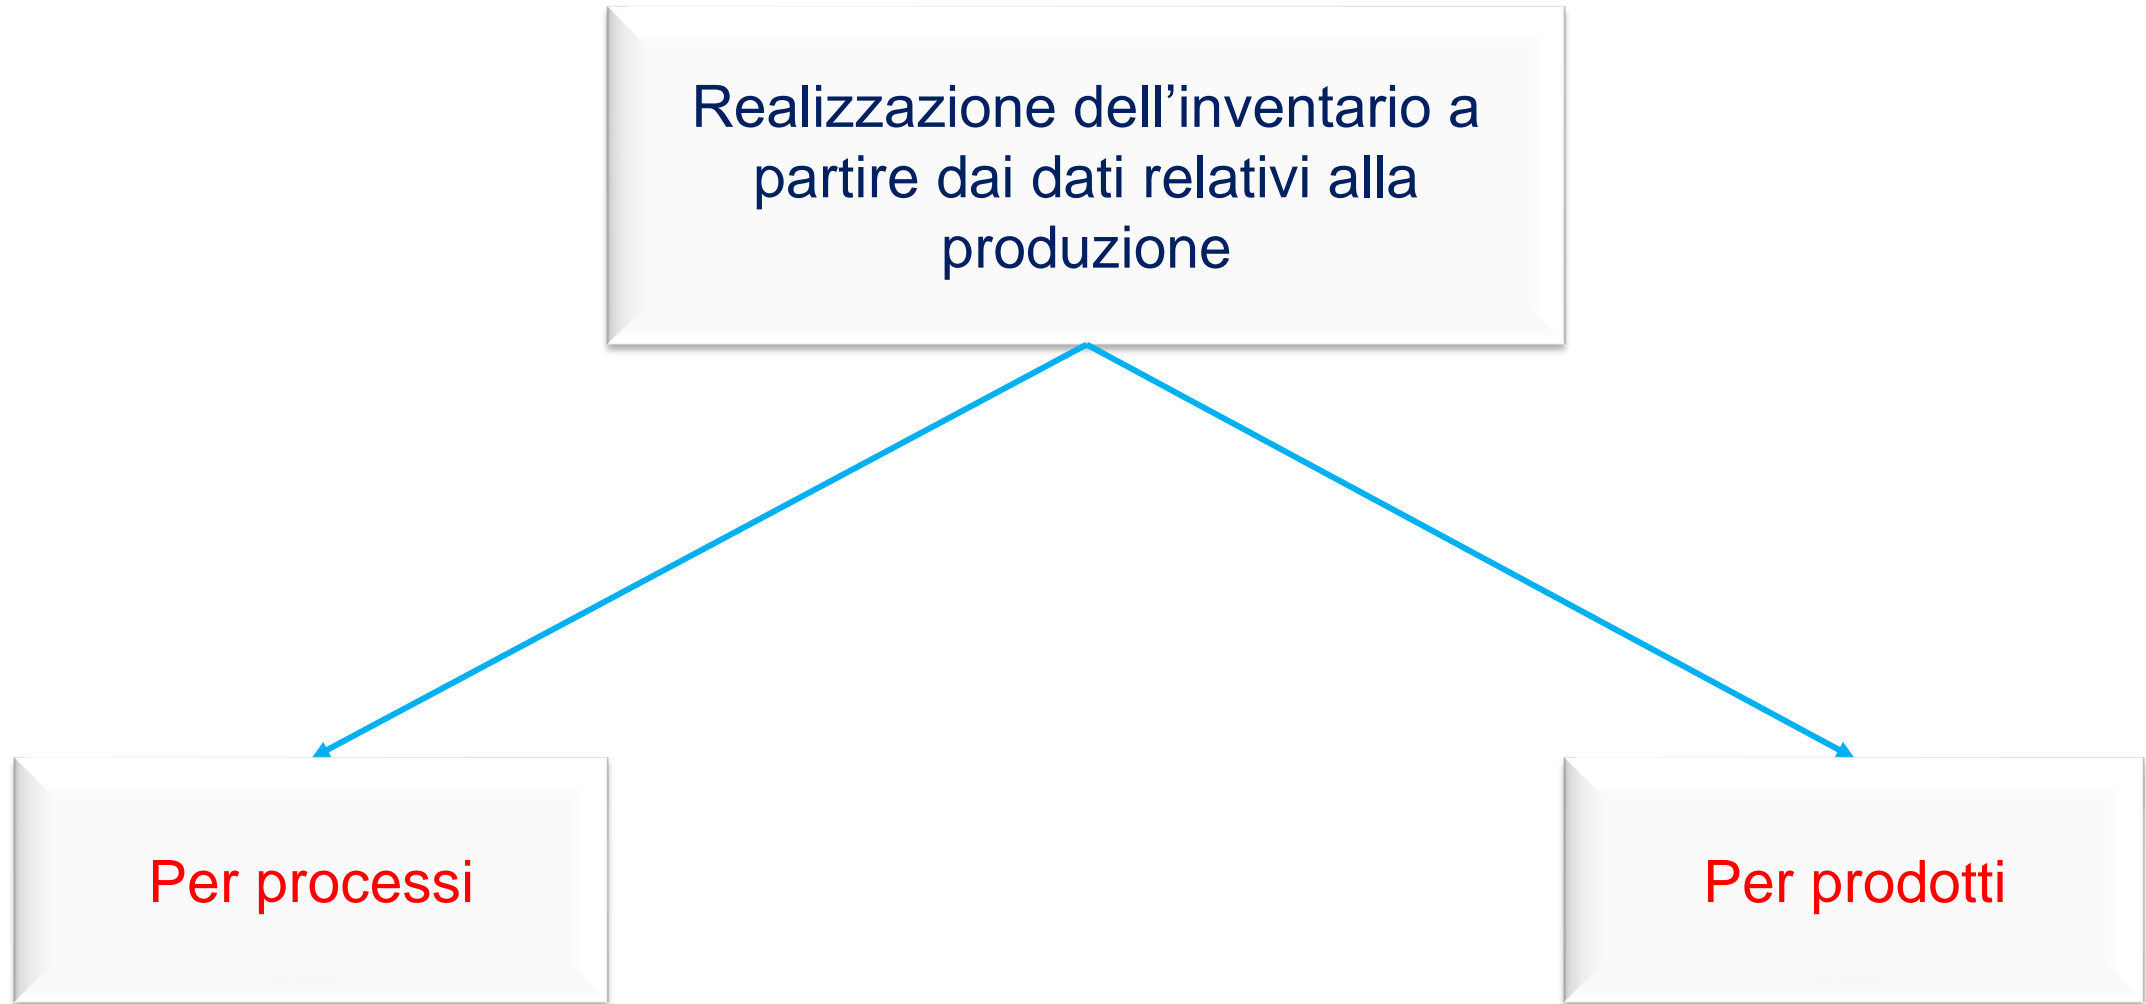 Realizzazione dell’inventario a
partire dai dati relativi alla
produzione
Per processi
Per prodotti